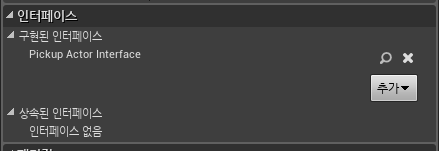 인터페이스
구현된 인터페이스
Pickup Actor Interface
추가
상속된 인터페이스
인터페이스 없음